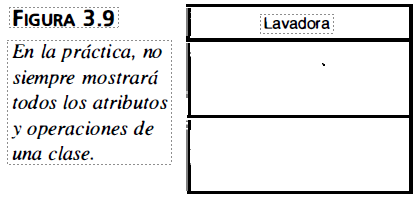 FIGURA 3.9
En la práctica, no
siempre mostrará
todos los atributos
y operaciones de
una clase.
Lavadora